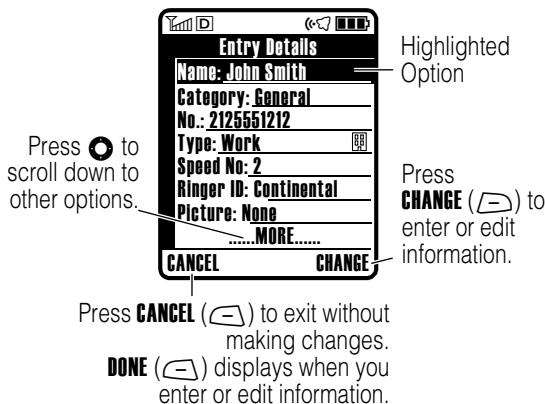 D
Entry Details
Name: John Smith
Category: General
No.: 2125551212
Type: Work
Speed No: 2
Ringer ID: Continental
Picture: None
......MORE......
CANCEL CHANGE
Highlighted
Option
Press to
scroll down to
other options.
Press
CHANGE ( ) to
enter or edit
information.
Press CANCEL ( ) to exit without
making changes.
DONE ( ) displays when you
enter or edit information.